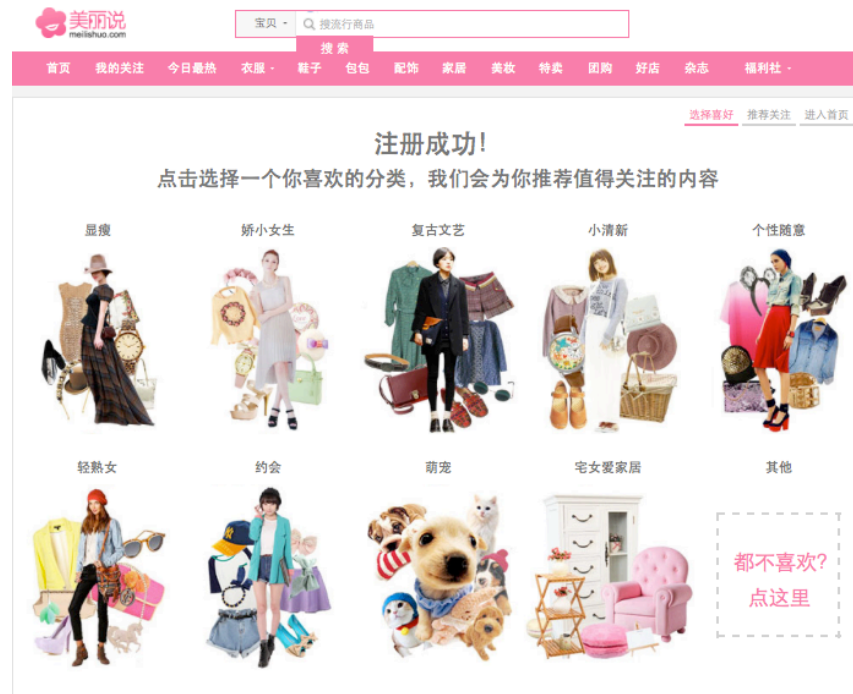 美丽说
meilishuo.com
宝贝
搜流行商品
搜 索
首页 我的关注 今日最热 衣服 鞋子 包包 配饰 家居 美妆 特卖 团购 好店 杂志 福利社
选择喜好 推荐关注 进入首页
注册成功！
点击选择一个你喜欢的分类，我们会为你推荐值得关注的内容
显瘦 娇小女生 复古文艺 小清新 个性随意
轻熟女 约会 萌宠 宅女爱家居 其他
都不喜欢?
点这里